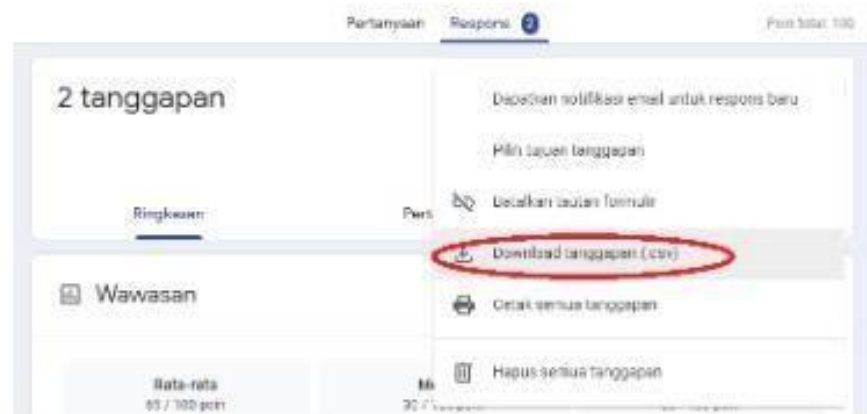 Pertanyaan Respons 2 Poin total: 100
2 tanggapan
Dapatkan notifikasi email untuk respons baru
Pilih tujuan tanggapan
Batalkan tautan formulir
Ringkasan Pert
Download tanggapan (.csv)
Wawasan
Cetak semua tanggapan
Hapus semua tanggapan
Rata-rata
65 / 100 poin